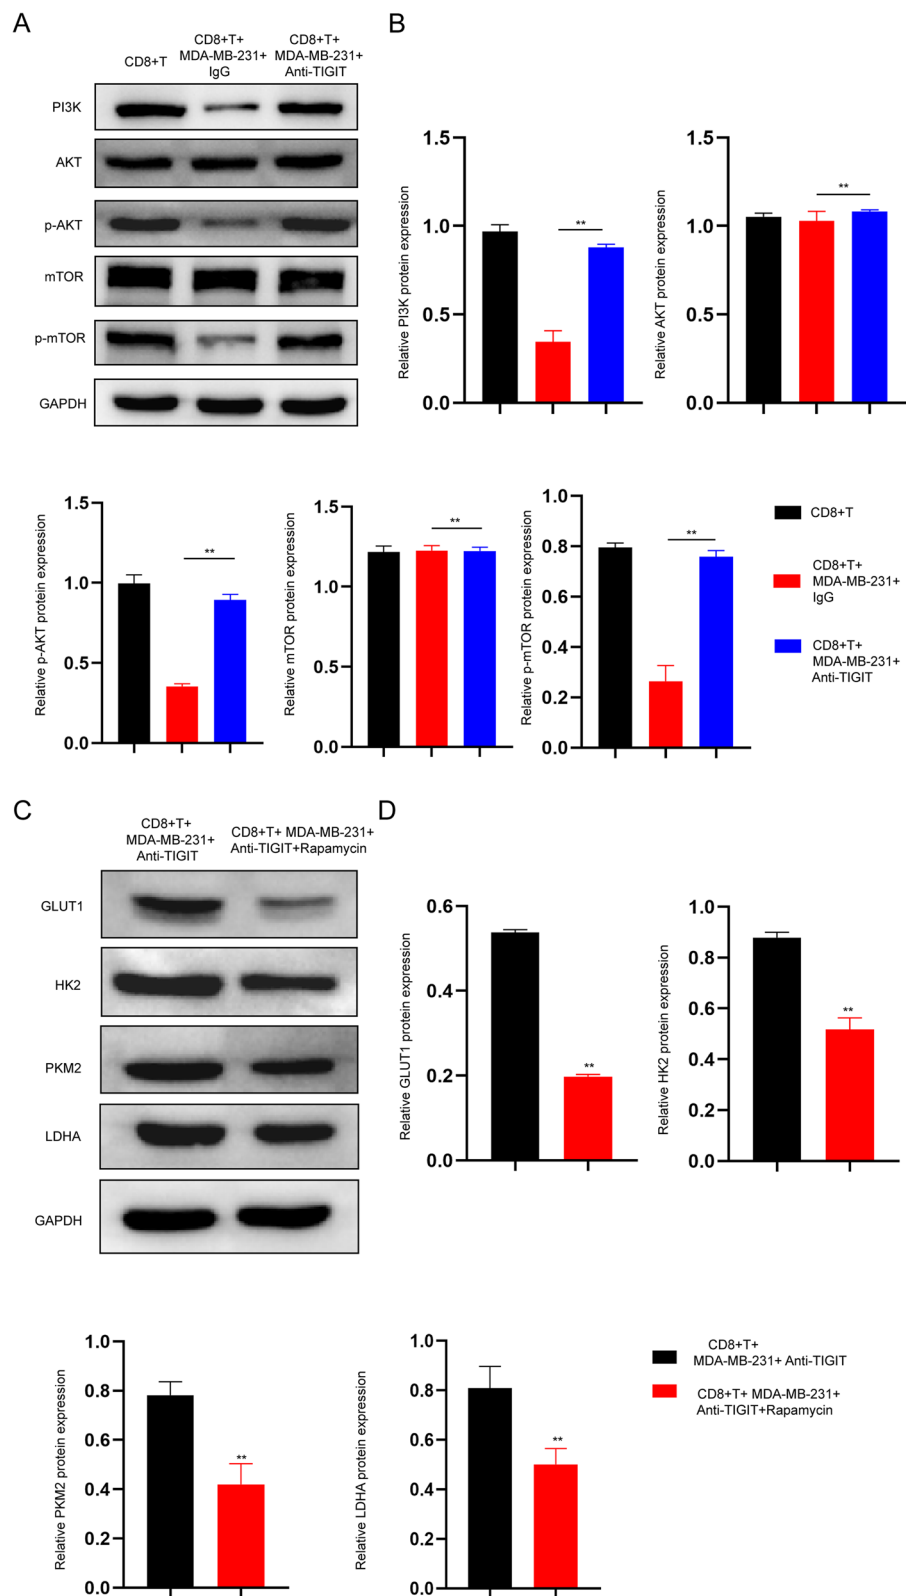 A
CD8+T
CD8+T+
MDA-MB-231+
IgG
CD8+T+
MDA-MB-231+
Anti-TIGIT
PI3K
AKT
p-AKT
mTOR
p-mTOR
GAPDH
B
Relative PI3K protein expression
1.5
1.0
0.5
0.0
**
Relative AKT protein expression
1.5
1.0
0.5
0.0
**
Relative p-AKT protein expression
1.5
1.0
0.5
0.0
**
Relative mTOR protein expression
1.5
1.0
0.5
0.0
**
Relative p-mTOR protein expression
1.0
0.8
0.6
0.4
0.2
0.0
**
CD8+T
CD8+T+
MDA-MB-231+
IgG
CD8+T+
MDA-MB-231+
Anti-TIGIT
C
CD8+T+
MDA-MB-231+
Anti-TIGIT
CD8+T+ MDA-MB-231+
Anti-TIGIT+Rapamycin
GLUT1
HK2
PKM2
LDHA
GAPDH
D
Relative GLUT1 protein expression
0.6
0.4
0.2
0.0
**
Relative HK2 protein expression
1.0
0.8
0.6
0.4
0.2
0.0
**
Relative PKM2 protein expression
1.0
0.8
0.6
0.4
0.2
0.0
**
Relative LDHA protein expression
1.0
0.8
0.6
0.4
0.2
0.0
**
CD8+T+
MDA-MB-231+ Anti-TIGIT
CD8+T+ MDA-MB-231+
Anti-TIGIT+Rapamycin